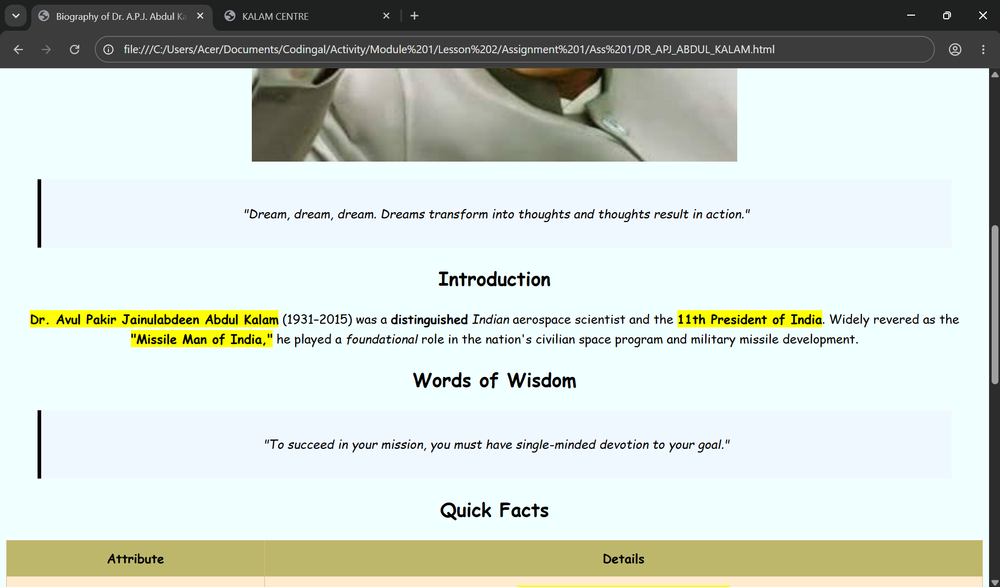 Biography of Dr. A.P.J. Abdul Ka
KALAM CENTRE
file:///C:/Users/Acer/Documents/Codingal/Activity/Module%201/Lesson%202/Assignment%201/Ass%201/DR_APJ_ABDUL_KALAM.html
"Dream, dream, dream. Dreams transform into thoughts and thoughts result in action."
Introduction
Dr. Avul Pakir Jainulabdeen Abdul Kalam (1931–2015) was a distinguished Indian aerospace scientist and the 11th President of India. Widely revered as the
"Missile Man of India," he played a foundational role in the nation's civilian space program and military missile development.
Words of Wisdom
"To succeed in your mission, you must have single-minded devotion to your goal."
Quick Facts
Attribute Details